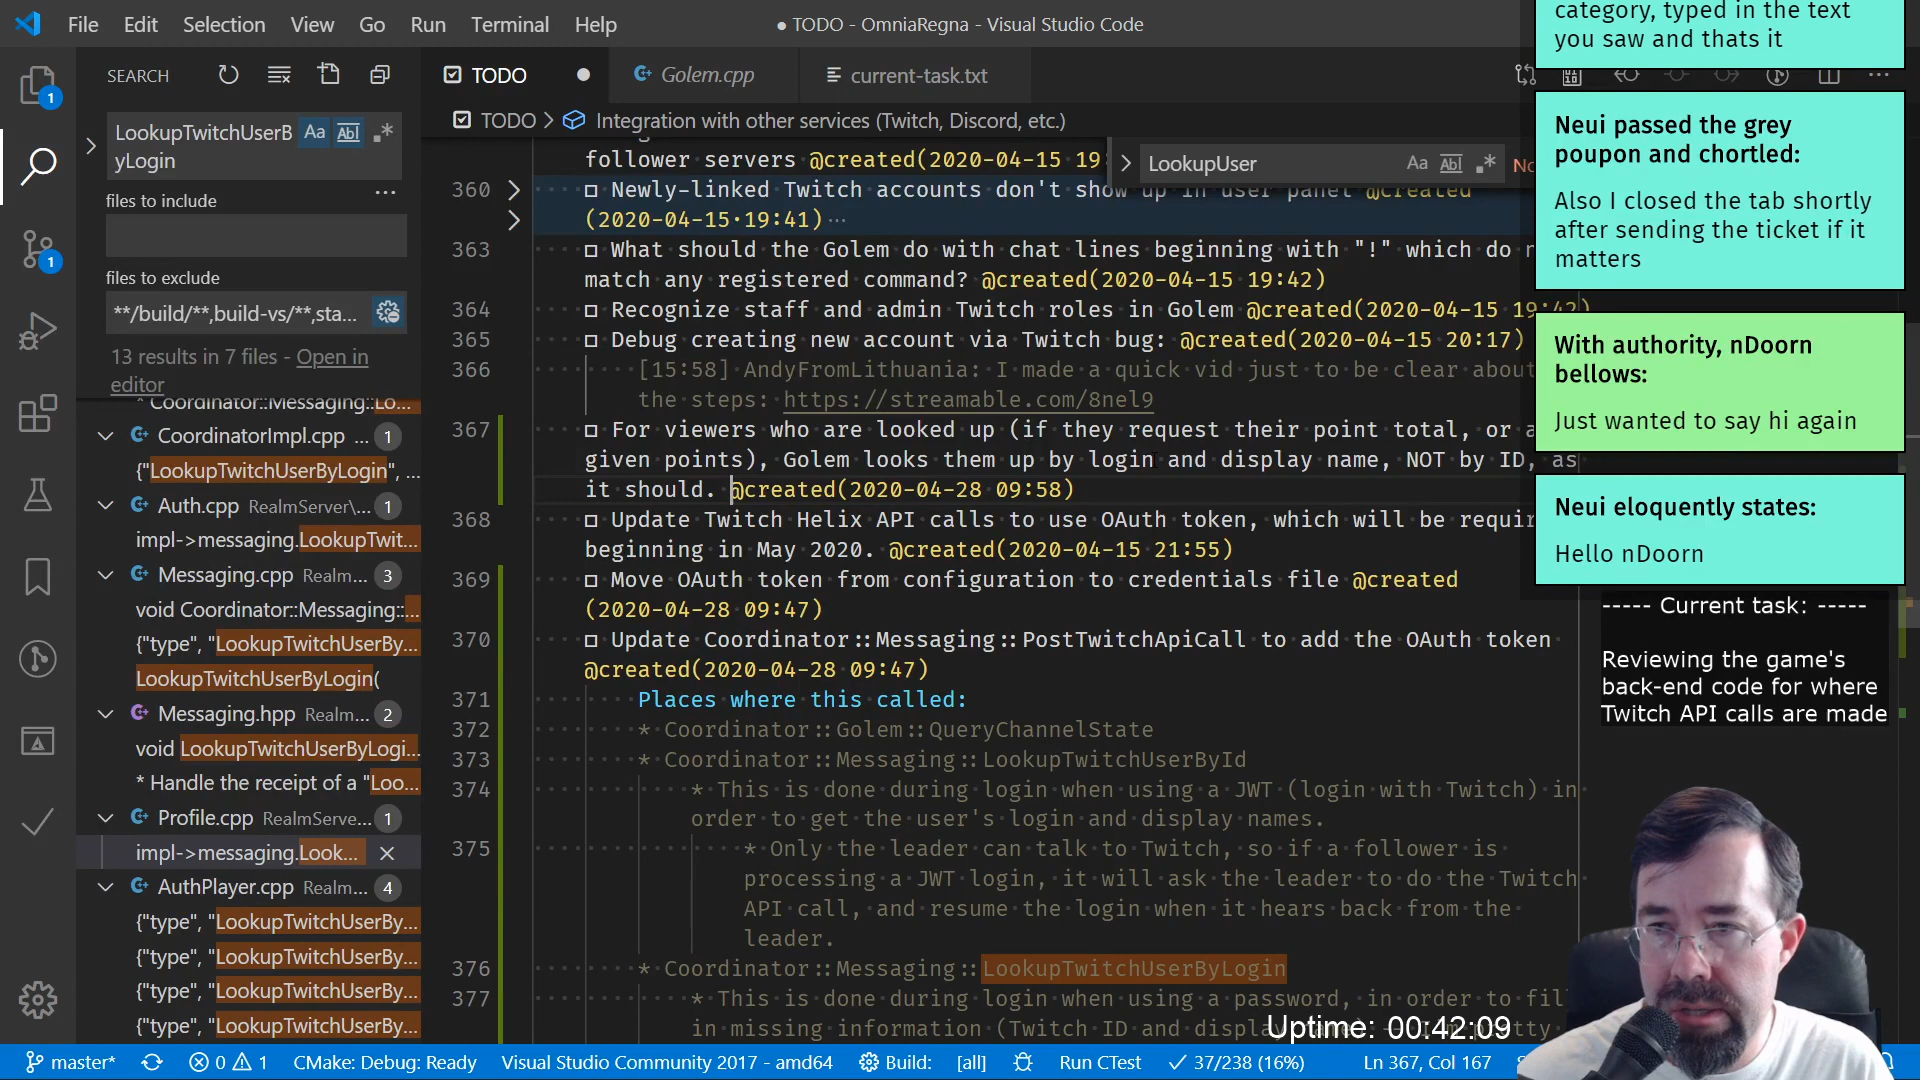 File Edit Selection View Go Run Terminal Help
● TODO - OmniaRegna - Visual Studio Code
SEARCH
LookupTwitchUserB
yLogin
Aa Abl .*
files to include
files to exclude
**/build/**,build-vs/**,sta...
13 results in 7 files - Open in
editor
* Coordinator::Messaging::Lo...
CoordinatorImpl.cpp ... 1
{"LookupTwitchUserByLogin", ...
Auth.cpp RealmServer\... 1
impl->messaging.LookupTwit...
Messaging.cpp Realm... 3
void Coordinator::Messaging::...
{"type", "LookupTwitchUserBy...
LookupTwitchUserByLogin(
Messaging.hpp Realm... 2
void LookupTwitchUserByLogi...
* Handle the receipt of a "Loo...
Profile.cpp RealmServe... 1
impl->messaging.Look...
AuthPlayer.cpp Realm... 4
{"type", "LookupTwitchUserBy...
{"type", "LookupTwitchUserBy...
{"type", "LookupTwitchUserBy...
{"type", "LookupTwitchUserBy...
1
1
TODO ●
Golem.cpp
current-task.txt
TODO > Integration with other services (Twitch, Discord, etc.)
LookupUser
Aa Abl .* No
follower servers @created(2020-04-15 19
360 □ Newly-linked Twitch accounts don't show up in user panel @created
(2020-04-15 19:41) ...
363 □ What should the Golem do with chat lines beginning with "!" which do n
match any registered command? @created(2020-04-15 19:42)
364 □ Recognize staff and admin Twitch roles in Golem @created(2020-04-15 19:42)
365 □ Debug creating new account via Twitch bug: @created(2020-04-15 20:17)
366 [15:58] AndyFromLithuania: I made a quick vid just to be clear about
the steps: https://streamable.com/8nel9
367 □ For viewers who are looked up (if they request their point total, or a
given points), Golem looks them up by login and display name, NOT by ID, as
it should. @created(2020-04-28 09:58)
368 □ Update Twitch Helix API calls to use OAuth token, which will be requir
beginning in May 2020. @created(2020-04-15 21:55)
369 □ Move OAuth token from configuration to credentials file @created
(2020-04-28 09:47)
370 □ Update Coordinator::Messaging::PostTwitchApiCall to add the OAuth token
@created(2020-04-28 09:47)
371 Places where this called:
372 * Coordinator::Golem::QueryChannelState
373 * Coordinator::Messaging::LookupTwitchUserById
374 * This is done during login when using a JWT (login with Twitch) in
order to get the user's login and display names.
375 * Only the leader can talk to Twitch, so if a follower is
processing a JWT login, it will ask the leader to do the Twitch
API call, and resume the login when it hears back from the
leader.
376 * Coordinator::Messaging::LookupTwitchUserByLogin
377 * This is done during login when using a password, in order to fil
in missing information (Twitch ID and display
category, typed in the text
you saw and thats it
Neui passed the grey
poupon and chortled:
Also I closed the tab shortly
after sending the ticket if it
matters
With authority, nDoorn
bellows:
Just wanted to say hi again
Neui eloquently states:
Hello nDoorn
----- Current task: -----
Reviewing the game's
back-end code for where
Twitch API calls are made
Uptime: 00:42:09
master* 0 1 CMake: Debug: Ready Visual Studio Community 2017 - amd64 Build: [all] Run CTest 37/238 (16%) Ln 367, Col 167